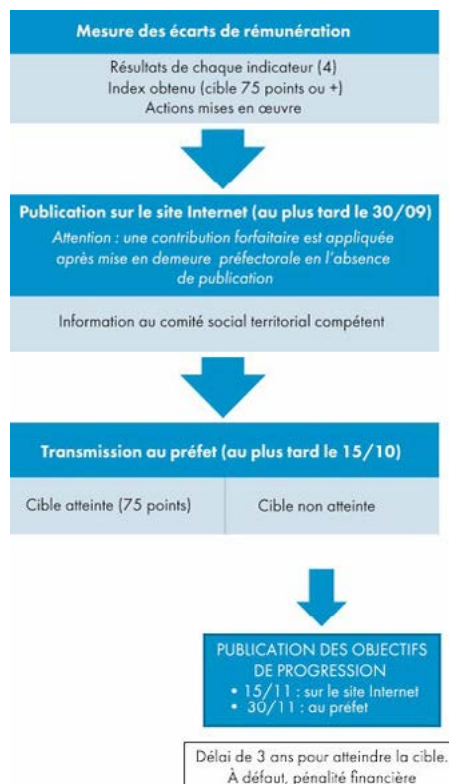 Mesure des écarts de rémunération
Résultats de chaque indicateur (4)
Index obtenu (cible 75 points ou +)
Actions mises en œuvre
Publication sur le site Internet (au plus tard le 30/09)
Attention : une contribution forfaitaire est appliquée
après mise en demeure préfectorale en l'absence
de publication
Information au comité social territorial compétent
Transmission au préfet (au plus tard le 15/10)
Cible atteinte (75 points)
Cible non atteinte
PUBLICATION DES OBJECTIFS
DE PROGRESSION
• 15/11 : sur le site Internet
• 30/11 : au préfet
Délai de 3 ans pour atteindre la cible.
À défaut, pénalité financière